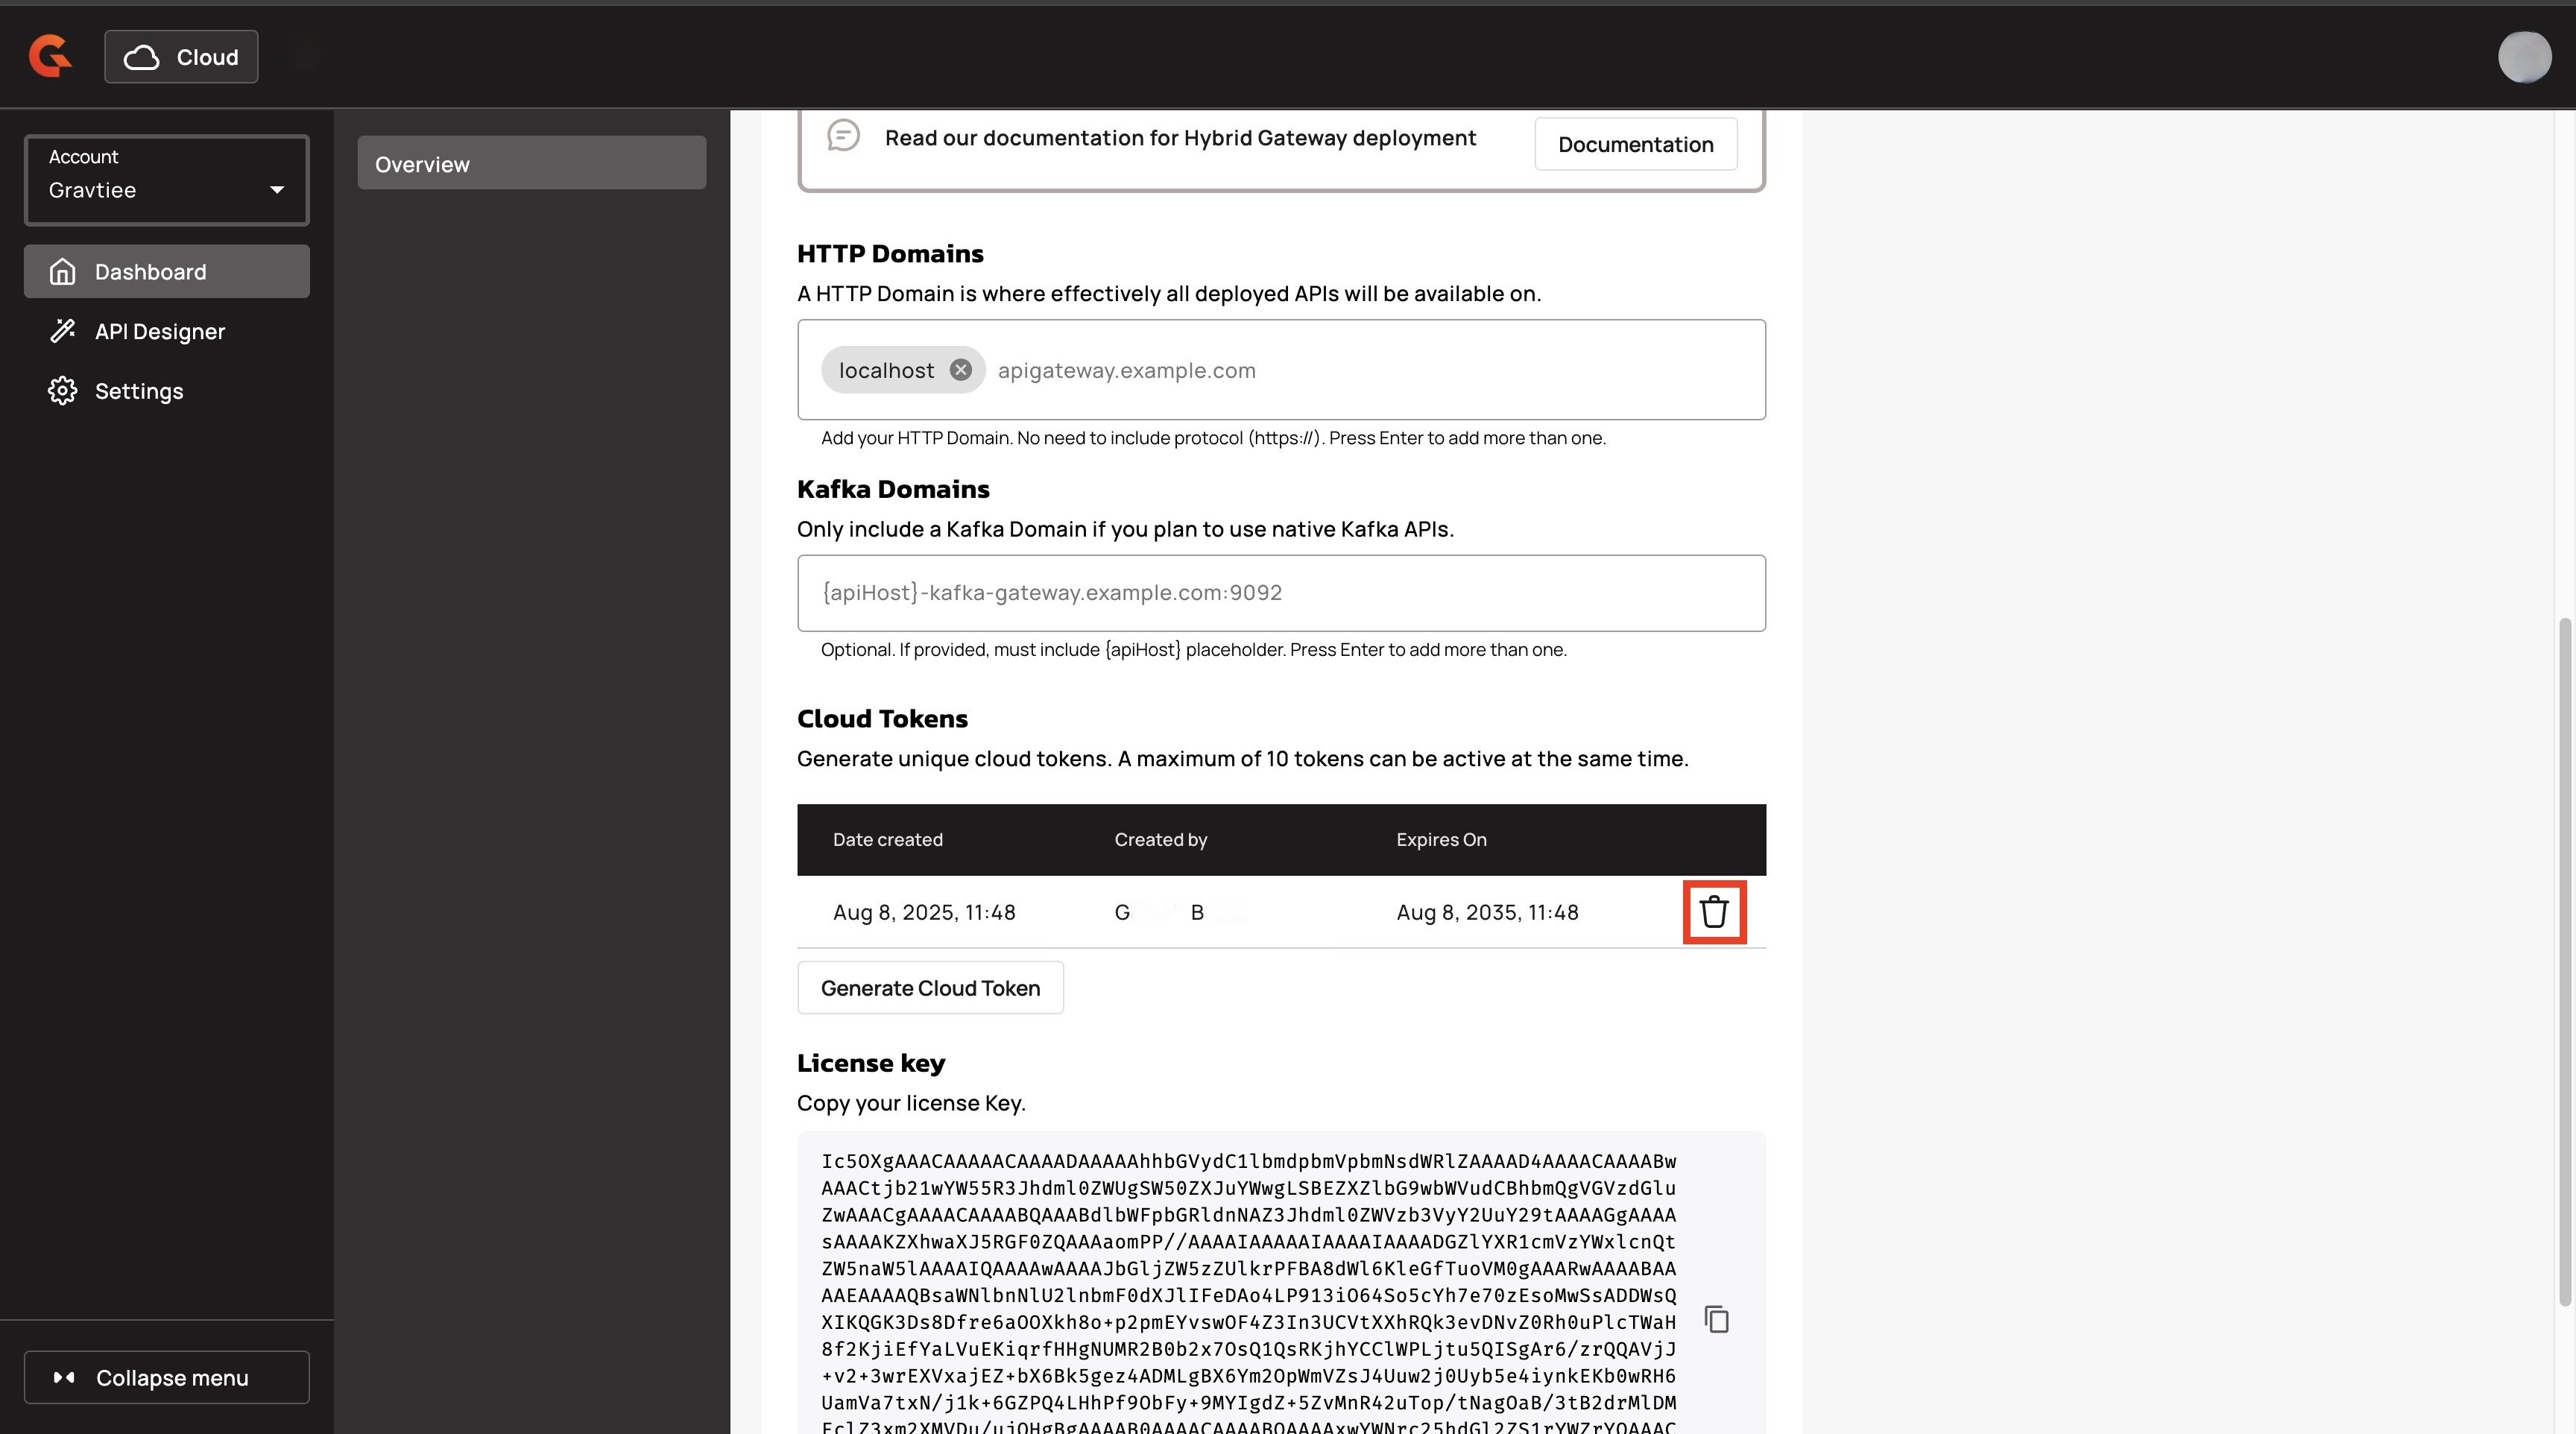 Cloud
Account
Gravtiee
Dashboard
API Designer
Settings
Collapse menu
Overview
Read our documentation for Hybrid Gateway deployment
Documentation
HTTP Domains
A HTTP Domain is where effectively all deployed APIs will be available on.
localhost apigateway.example.com
Add your HTTP Domain. No need to include protocol (https://). Press Enter to add more than one.
Kafka Domains
Only include a Kafka Domain if you plan to use native Kafka APIs.
{apiHost}-kafka-gateway.example.com:9092
Optional. If provided, must include {apiHost} placeholder. Press Enter to add more than one.
Cloud Tokens
Generate unique cloud tokens. A maximum of 10 tokens can be active at the same time.
Date created Created by Expires On
Aug 8, 2025, 11:48 G B Aug 8, 2035, 11:48
Generate Cloud Token
License key
Copy your license Key.
Ic5OXgAAACAAAAACAAAADAAAAAhhbGVydC1lbmdpbmVpbmNsdWRlZAAAAD4AAAACAAAABw
AAACtjb21wYW55R3Jhdml0ZWUgSW50ZXJuYWwgLSBEZXZlbG9wbWVudCBhbmQgVGVzdGlu
ZwAAACgAAAACAAAABQAAABdlbWFpbGRldnNAZ3Jhdml0ZWVzb3VyY2UuY29tAAAAGgAAAA
sAAAAKZXhwaXJ5RGF0ZQAAAaomPP//AAAAIAAAAAIAAAAIAAAADGZlYXR1cmVzYWxlcnQt
ZW5naW5lAAAAIQAAAAwAAAAJbGljZW5zZUlkrPFBA8dWl6KleGfTuoVM0gAAARwAAAABAA
AAEAAAAQBsaWNlbnNlU2lnbmF0dXJlIFeDAo4LP913iO64So5cYh7e70zEsoMwSsADDWsQ
XIKQGK3Ds8Dfre6aOOXkh8o+p2pmEYvswOF4Z3In3UCVtXXhRQk3evDNvZ0Rh0uPlcTWaH
8f2KjiEfYaLVuEKiqrfHHgNUMR2B0b2x7OsQ1QsRKjhYCClWPLjtu5QISgAr6/zrQQAVjJ
+v2+3wrEXVxajEZ+bX6Bk5gez4ADMLgBX6Ym2OpWmVZsJ4Uuw2j0Uyb5e4iynkEKb0wRH6
UamVa7txN/j1k+6GZPQ4LHhPf9ObFy+9MYIgdZ+5ZvMnR42uTop/tNagOaB/3tB2drMlDM